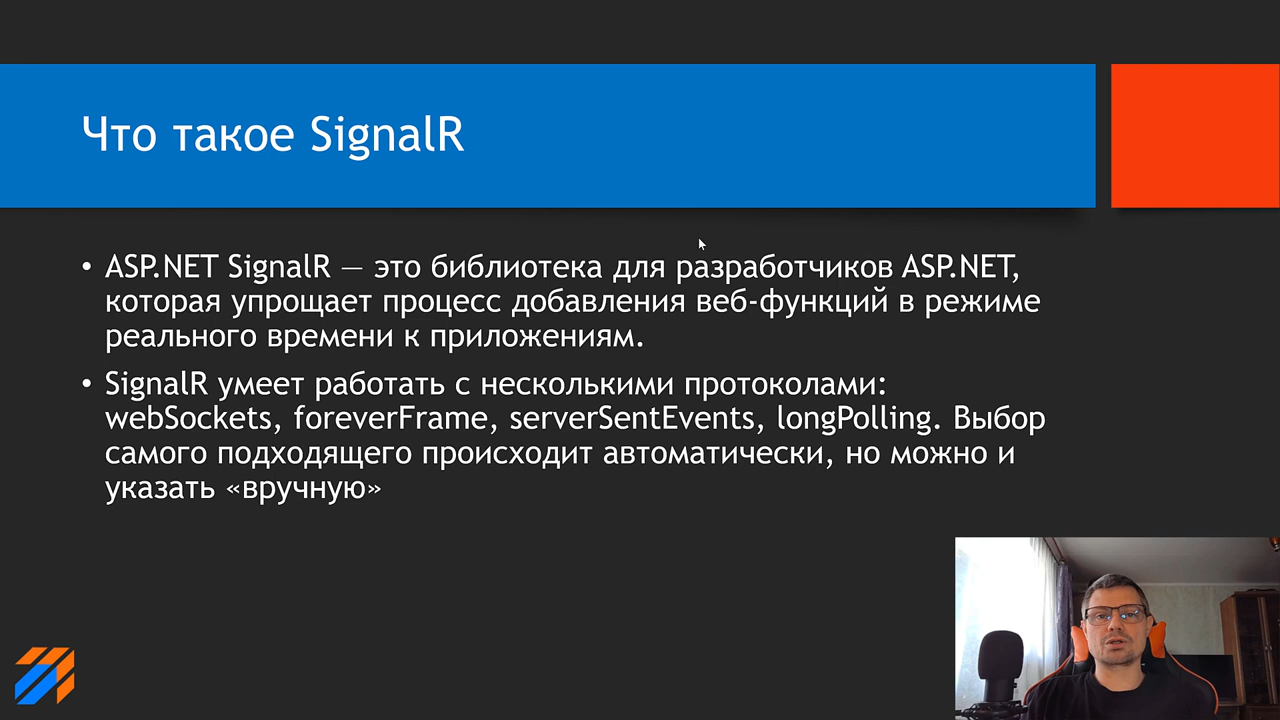 Что такое SignalR
• ASP.NET SignalR — это библиотека для разработчиков ASP.NET,
которая упрощает процесс добавления веб-функций в режиме
реального времени к приложениям.
• SignalR умеет работать с несколькими протоколами:
webSockets, foreverFrame, serverSentEvents, longPolling. Выбор
самого подходящего происходит автоматически, но можно и
указать «вручную»